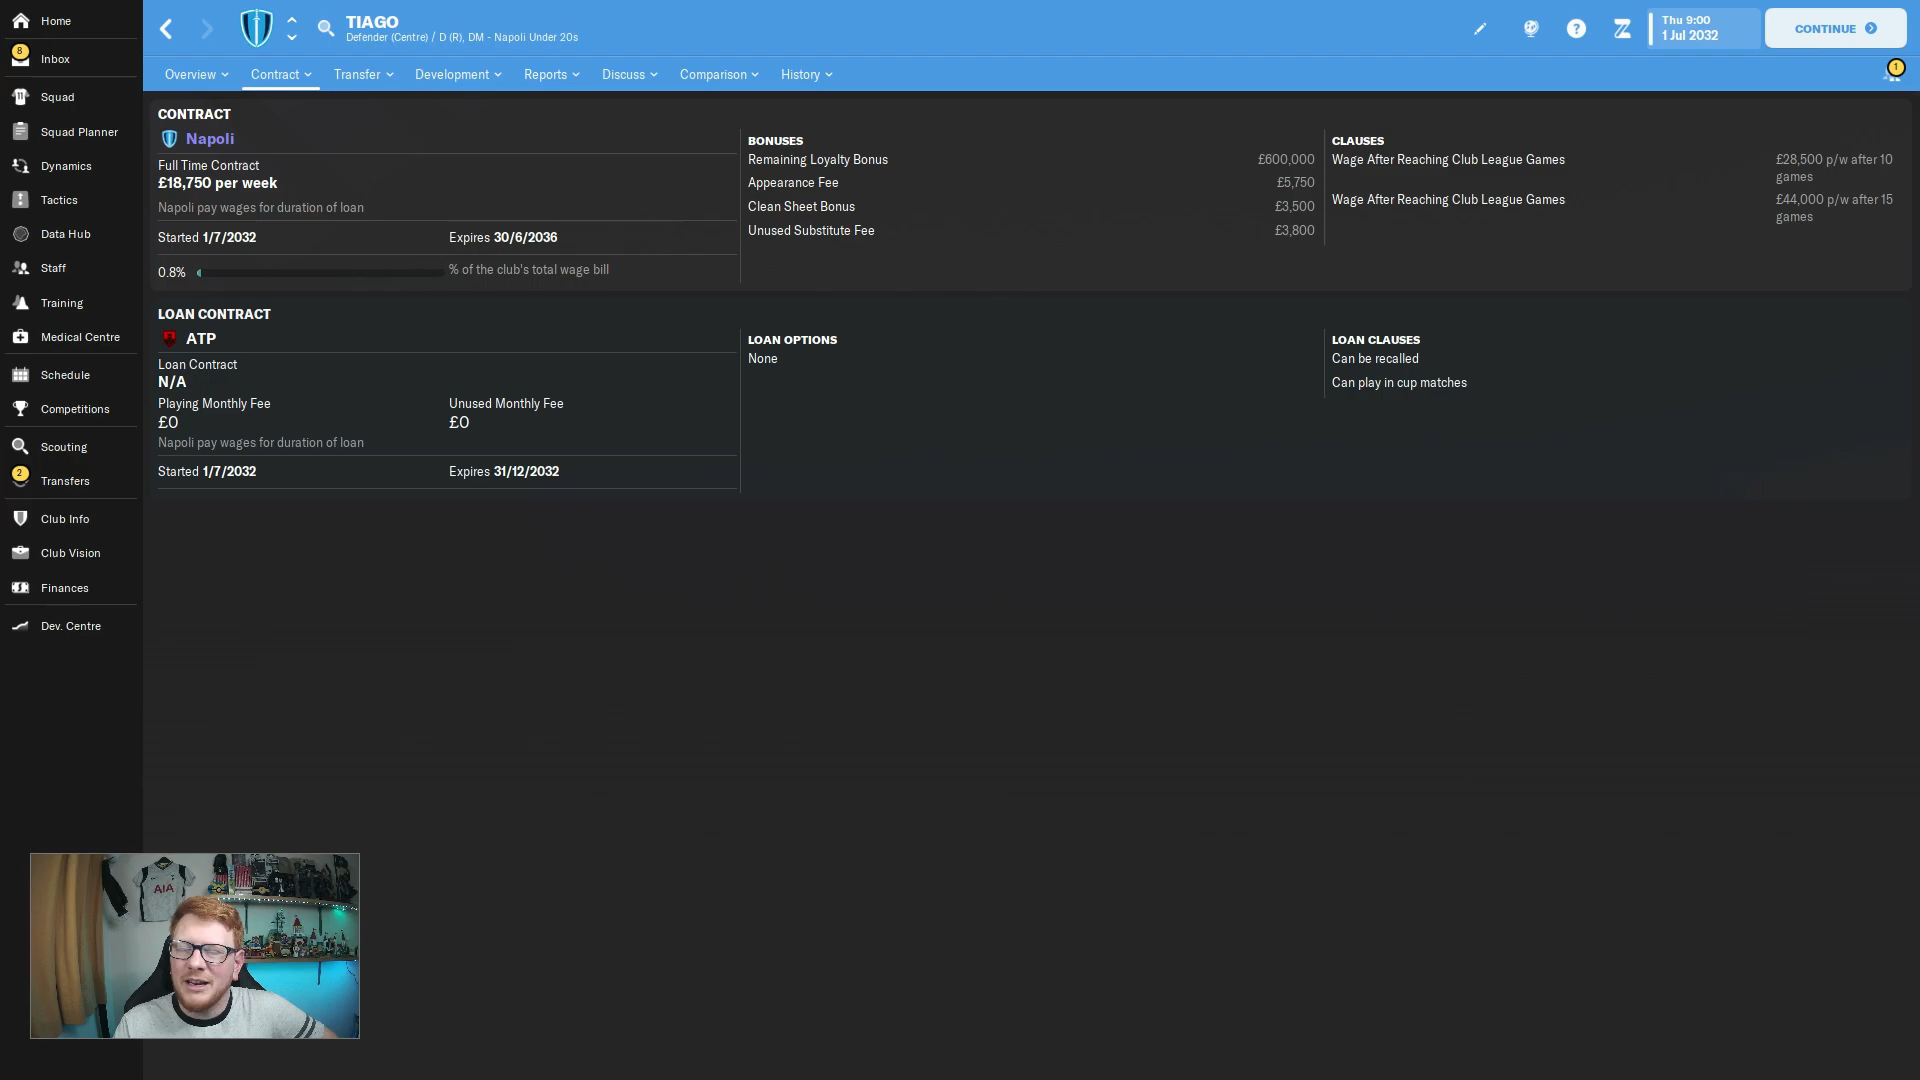 Home
8
Inbox
11
Squad
Squad Planner
Dynamics
Tactics
Data Hub
Staff
Training
Medical Centre
Schedule
Competitions
Scouting
2
Transfers
Club Info
Club Vision
Finances
Dev. Centre
TIAGO
Defender (Centre) / D (R), DM - Napoli Under 20s
?
Thu 9:00
1 Jul 2032
CONTINUE
Overview
Contract
Transfer
Development
Reports
Discuss
Comparison
History
1
CONTRACT
Napoli
Full Time Contract
£18,750 per week
Napoli pay wages for duration of loan
Started 1/7/2032
Expires 30/6/2036
0.8%
% of the club's total wage bill
BONUSES
Remaining Loyalty Bonus £600,000
Appearance Fee £5,750
Clean Sheet Bonus £3,500
Unused Substitute Fee £3,800
CLAUSES
Wage After Reaching Club League Games £28,500 p/w after 10
games
Wage After Reaching Club League Games £44,000 p/w after 15
games
LOAN CONTRACT
ATP
Loan Contract
N/A
Playing Monthly Fee
£0
Unused Monthly Fee
£0
Napoli pay wages for duration of loan
Started 1/7/2032
Expires 31/12/2032
LOAN OPTIONS
None
LOAN CLAUSES
Can be recalled
Can play in cup matches
AIA